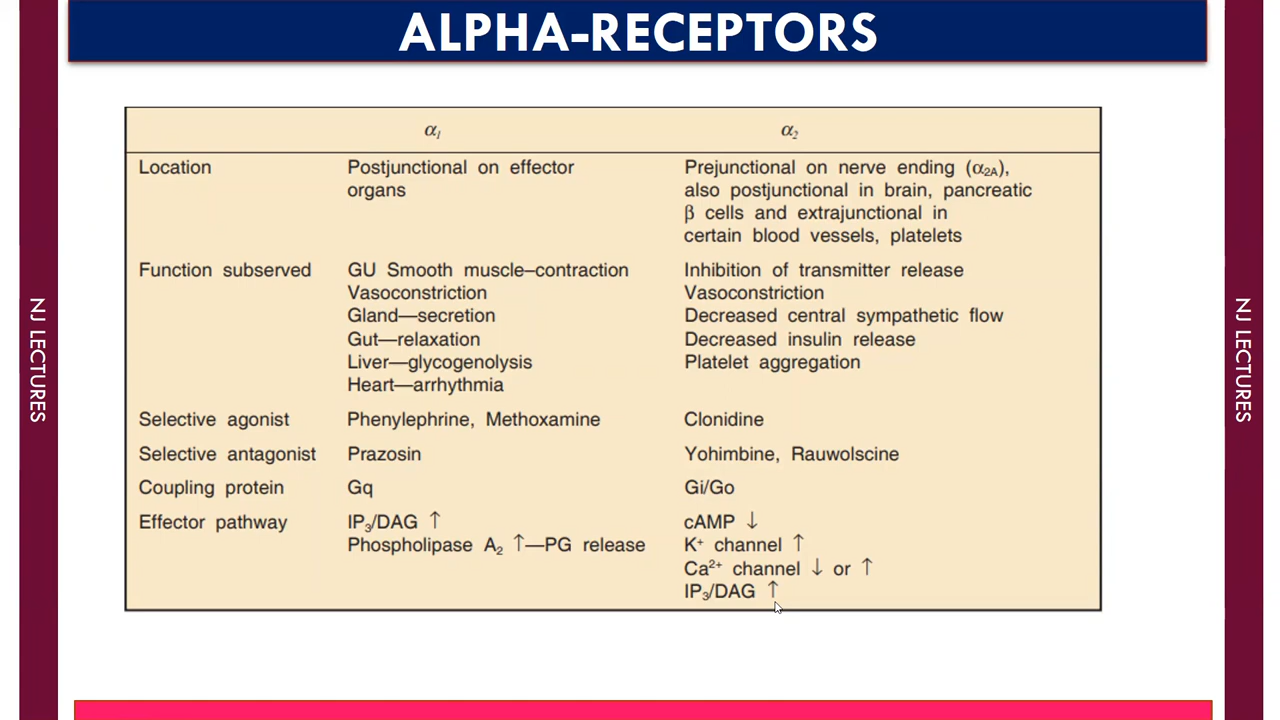 ALPHA-RECEPTORS
α1 α2
Location Postjunctional on effector Prejunctional on nerve ending (α2A),
organs also postjunctional in brain, pancreatic
β cells and extrajunctional in
certain blood vessels, platelets
Function subserved GU Smooth muscle–contraction Inhibition of transmitter release
Vasoconstriction Vasoconstriction
Gland—secretion Decreased central sympathetic flow
Gut—relaxation Decreased insulin release
Liver—glycogenolysis Platelet aggregation
Heart—arrhythmia
Selective agonist Phenylephrine, Methoxamine Clonidine
Selective antagonist Prazosin Yohimbine, Rauwolscine
Coupling protein Gq Gi/Go
Effector pathway IP3/DAG ↑ cAMP ↓
Phospholipase A2 ↑—PG release K+ channel ↑
Ca2+ channel ↓ or ↑
IP3/DAG ↑
NJ LECTURES
NJ LECTURES